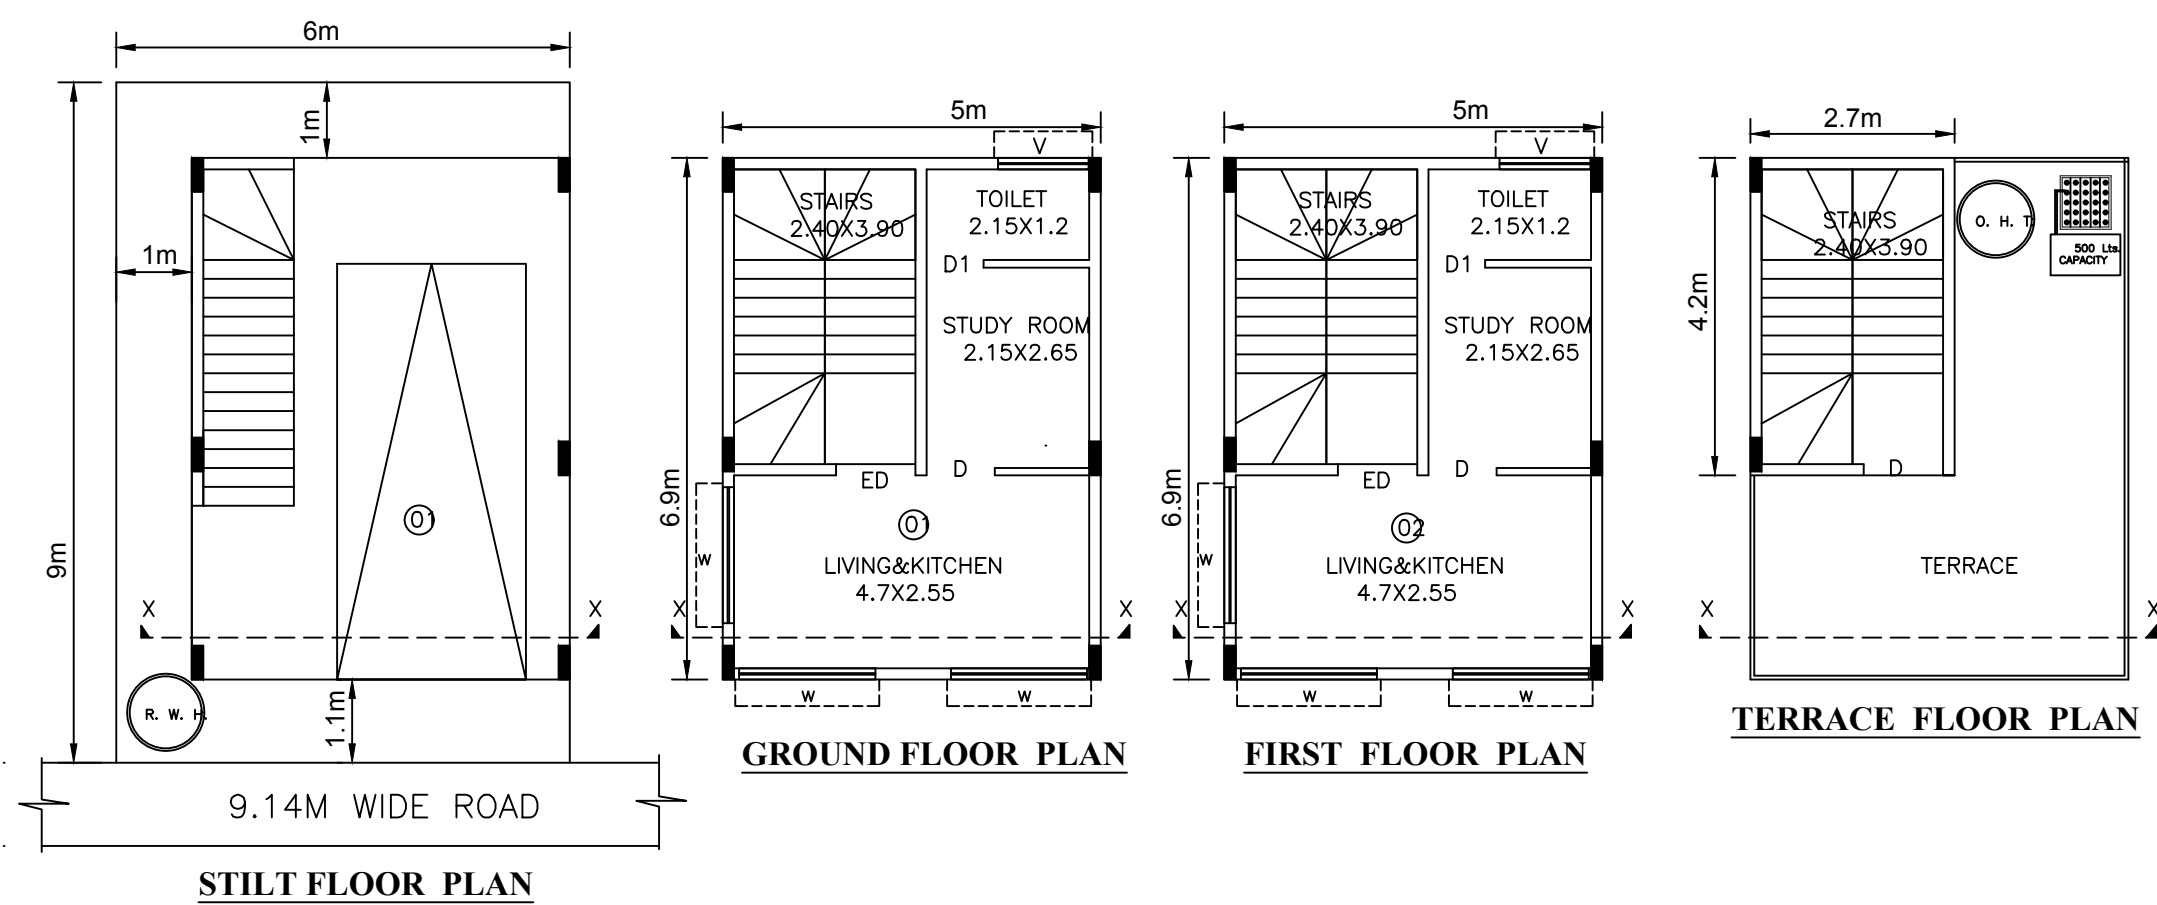 6m
1m
1m
9m
01
X
X
R. W. H.
1.1m
9.14M WIDE ROAD
STILT FLOOR PLAN
5m
V
STAIRS
2.40X3.90
TOILET
2.15X1.2
D1
STUDY ROOM
2.15X2.65
6.9m
ED
D
01
W
LIVING&KITCHEN
4.7X2.55
X
X
W
W
GROUND FLOOR PLAN
5m
V
STAIRS
2.40X3.90
TOILET
2.15X1.2
D1
STUDY ROOM
2.15X2.65
6.9m
ED
D
02
W
LIVING&KITCHEN
4.7X2.55
X
X
W
W
FIRST FLOOR PLAN
2.7m
STAIRS
2.40X3.90
O. H. T.
500 Lts.
CAPACITY
4.2m
D
TERRACE
X
X
TERRACE FLOOR PLAN